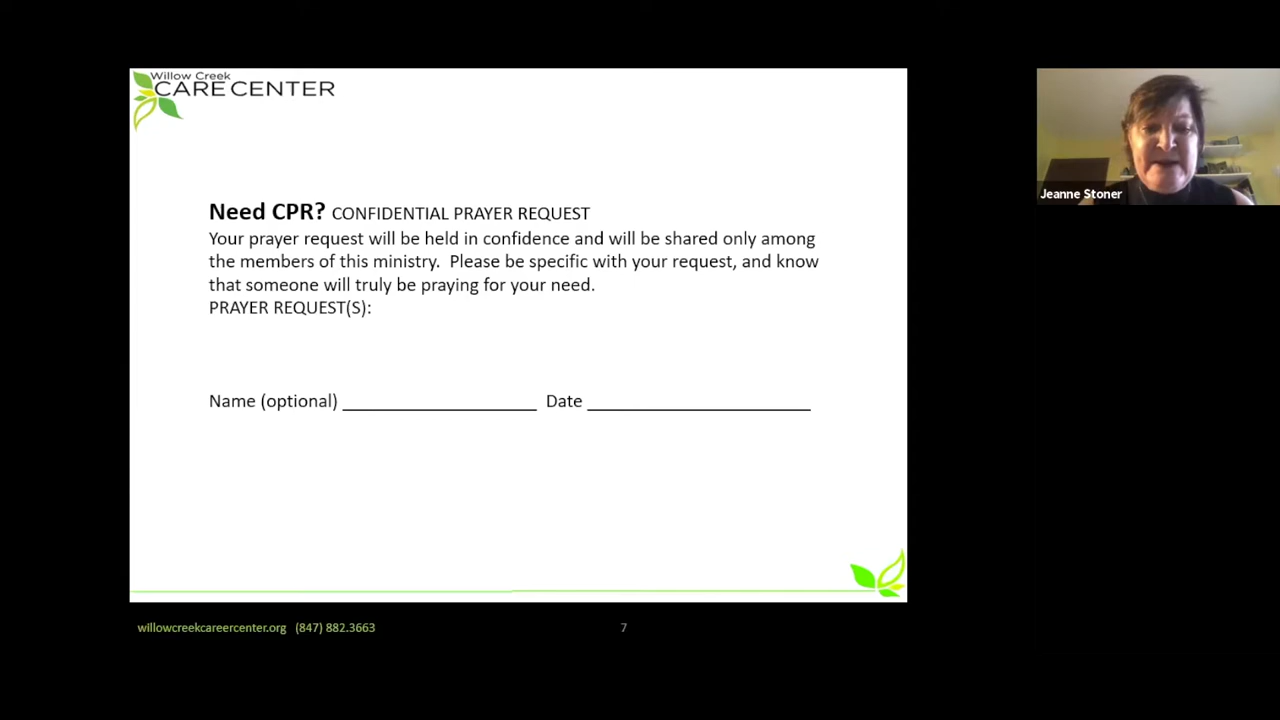 Willow Creek
CARE CENTER
Jeanne Stoner
Need CPR? CONFIDENTIAL PRAYER REQUEST
Your prayer request will be held in confidence and will be shared only among
the members of this ministry.  Please be specific with your request, and know
that someone will truly be praying for your need.
PRAYER REQUEST(S):
Name (optional) ____________________ Date _______________________
willowcreekcareercenter.org (847) 882.3663
7